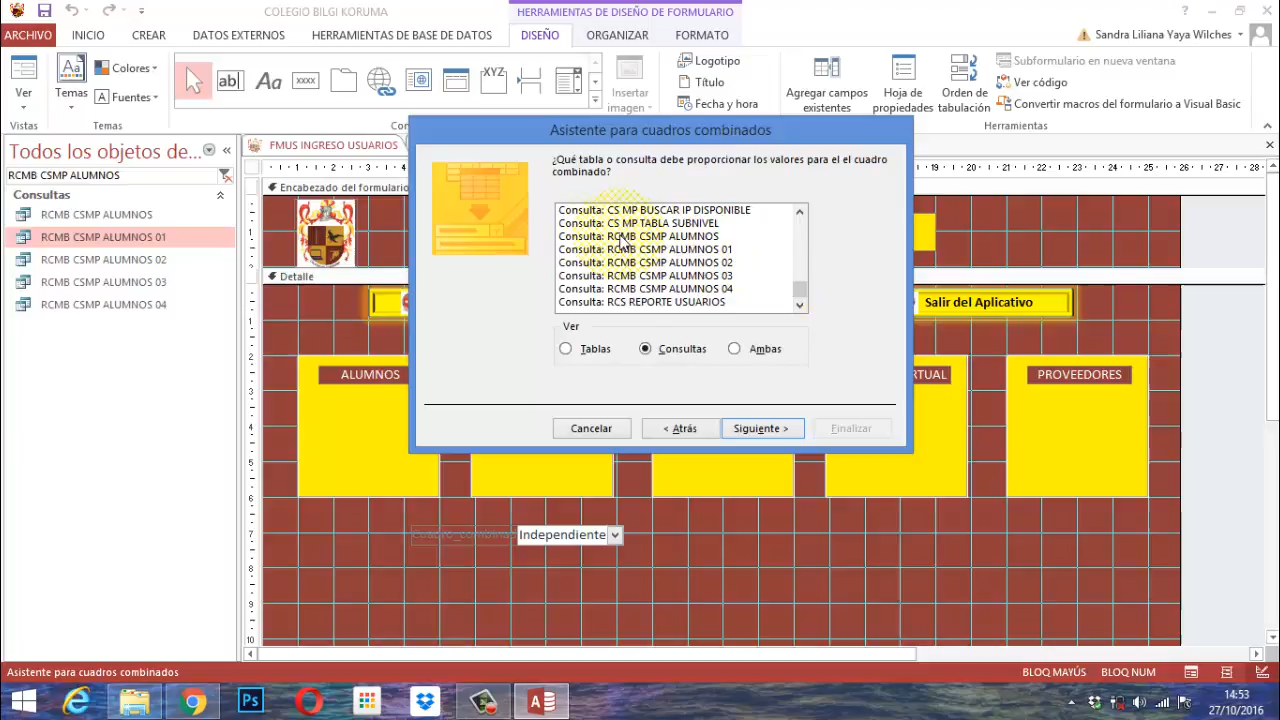 COLEGIO BILGI KORUMA
HERRAMIENTAS DE DISEÑO DE FORMULARIO
?
ARCHIVO INICIO CREAR DATOS EXTERNOS HERRAMIENTAS DE BASE DE DATOS DISEÑO ORGANIZAR FORMATO
Sandra Liliana Yaya Wilches
Ver
Vistas
Aa
Temas
Colores
Fuentes
Temas
ab|
Aa
XXXX
XYZ
Insertar
imagen
Logotipo
Título
Fecha y hora
Agregar campos
existentes
Hoja de
propiedades
Orden de
tabulación
Subformulario en nueva ventana
Ver código
Convertir macros del formulario a Visual Basic
Herramientas
Todos los objetos de...
RCMB CSMP ALUMNOS
Consultas
RCMB CSMP ALUMNOS
RCMB CSMP ALUMNOS 01
RCMB CSMP ALUMNOS 02
RCMB CSMP ALUMNOS 03
RCMB CSMP ALUMNOS 04
FMUS INGRESO USUARIOS
Encabezado del formulario
Detalle
Asistente para cuadros combinados
¿Qué tabla o consulta debe proporcionar los valores para el el cuadro
combinado?
Consulta: CS MP BUSCAR IP DISPONIBLE
Consulta: CS MP TABLA SUBNIVEL
Consulta: RCMB CSMP ALUMNOS
Consulta: RCMB CSMP ALUMNOS 01
Consulta: RCMB CSMP ALUMNOS 02
Consulta: RCMB CSMP ALUMNOS 03
Consulta: RCMB CSMP ALUMNOS 04
Consulta: RCS REPORTE USUARIOS
Ver
Tablas Consultas Ambas
Cancelar < Atrás Siguiente > Finalizar
Salir del Aplicativo
ALUMNOS
PROVEEDORES
Independiente
Asistente para cuadros combinados
BLOQ MAYÚS BLOQ NUM
14:53
27/10/2016